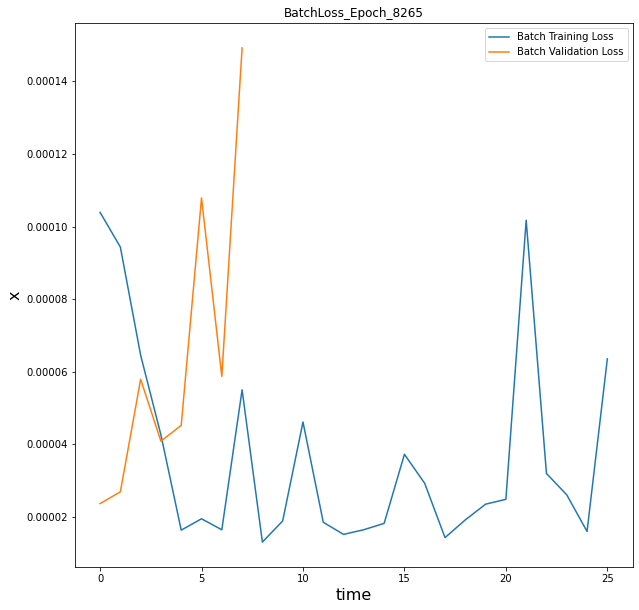 BatchLoss_Epoch_8265
Batch Training Loss
Batch Validation Loss
0.00014
0.00012
0.00010
0.00008
0.00006
0.00004
0.00002
x
0 5 10 15 20 25
time